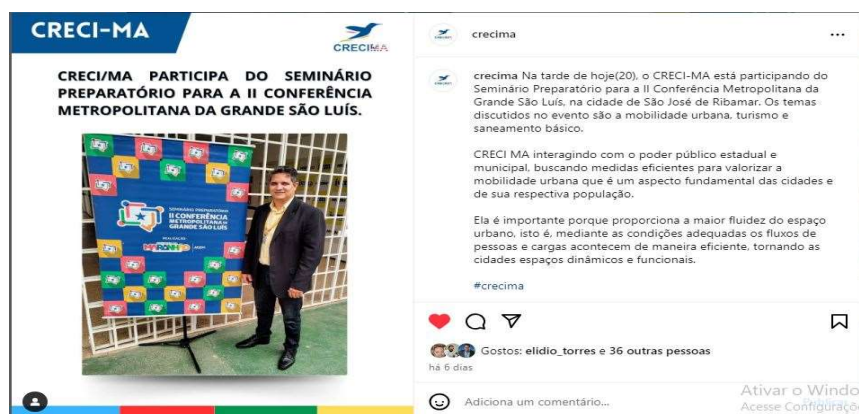 CRECI-MA
CRECIMA
CRECI/MA PARTICIPA DO SEMINÁRIO
PREPARATÓRIO PARA A II CONFERÊNCIA
METROPOLITANA DA GRANDE SÃO LUÍS.
SEMINÁRIO PREPARATÓRIO
II CONFERÊNCIA
METROPOLITANA DA
GRANDE SÃO LUÍS
REALIZAÇÃO
MARANHÃO
crecima
crecima Na tarde de hoje(20), o CRECI-MA está participando do
Seminário Preparatório para a II Conferência Metropolitana da
Grande São Luís, na cidade de São José de Ribamar. Os temas
discutidos no evento são a mobilidade urbana, turismo e
saneamento básico.
CRECI MA interagindo com o poder público estadual e
municipal, buscando medidas eficientes para valorizar a
mobilidade urbana que é um aspecto fundamental das cidades e
de sua respectiva população.
Ela é importante porque proporciona a maior fluidez do espaço
urbano, isto é, mediante as condições adequadas os fluxos de
pessoas e cargas acontecem de maneira eficiente, tornando as
cidades espaços dinâmicos e funcionais.
#crecima
Gostos: elidio_torres e 36 outras pessoas
há 6 dias
Adiciona um comentário...
Ativar o Windo
Acesse Configuraçõ